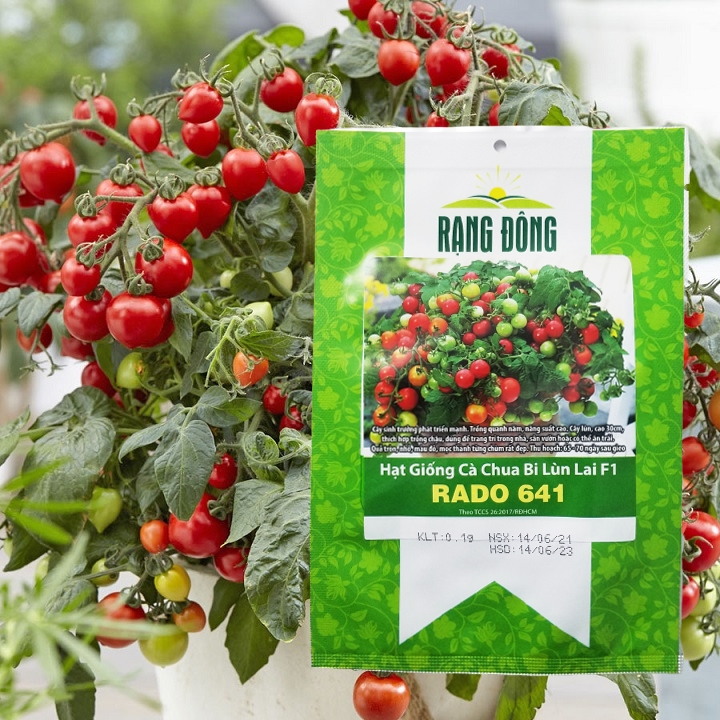 RẠNG ĐÔNG
Cây sinh trưởng phát triển mạnh. Trồng quanh năm, năng suất cao. Cây lùn, cao 30cm,
thích hợp trồng chậu, dùng để trang trí trong nhà, sân vườn hoặc có thể ăn trái.
Quả tròn, nhỏ, màu đỏ, mọc thành từng chùm rất đẹp. Thu hoạch: 65-70 ngày sau gieo
Hạt Giống Cà Chua Bi Lùn Lai F1
RADO 641
Theo TCCS 26:2017/RĐHCM
KLT:0.1g NSX:14/06/21
HSD:14/06/23